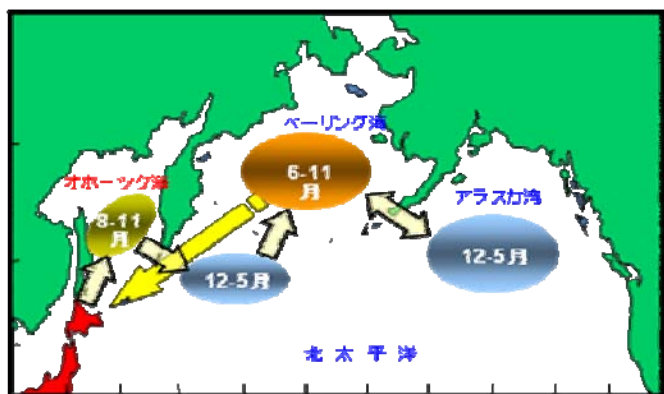 ベーリング海
6-11
月
オホーツク海
アラスカ湾
8-11
月
12-5月
12-5月
北太平洋